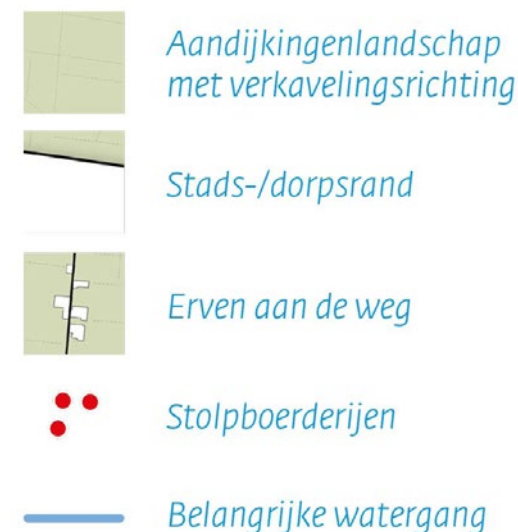 Aandijkingenlandschap
met verkavelingsrichting
Stads-/dorpsrand
Erven aan de weg
Stolpboerderijen
Belangrijke watergang